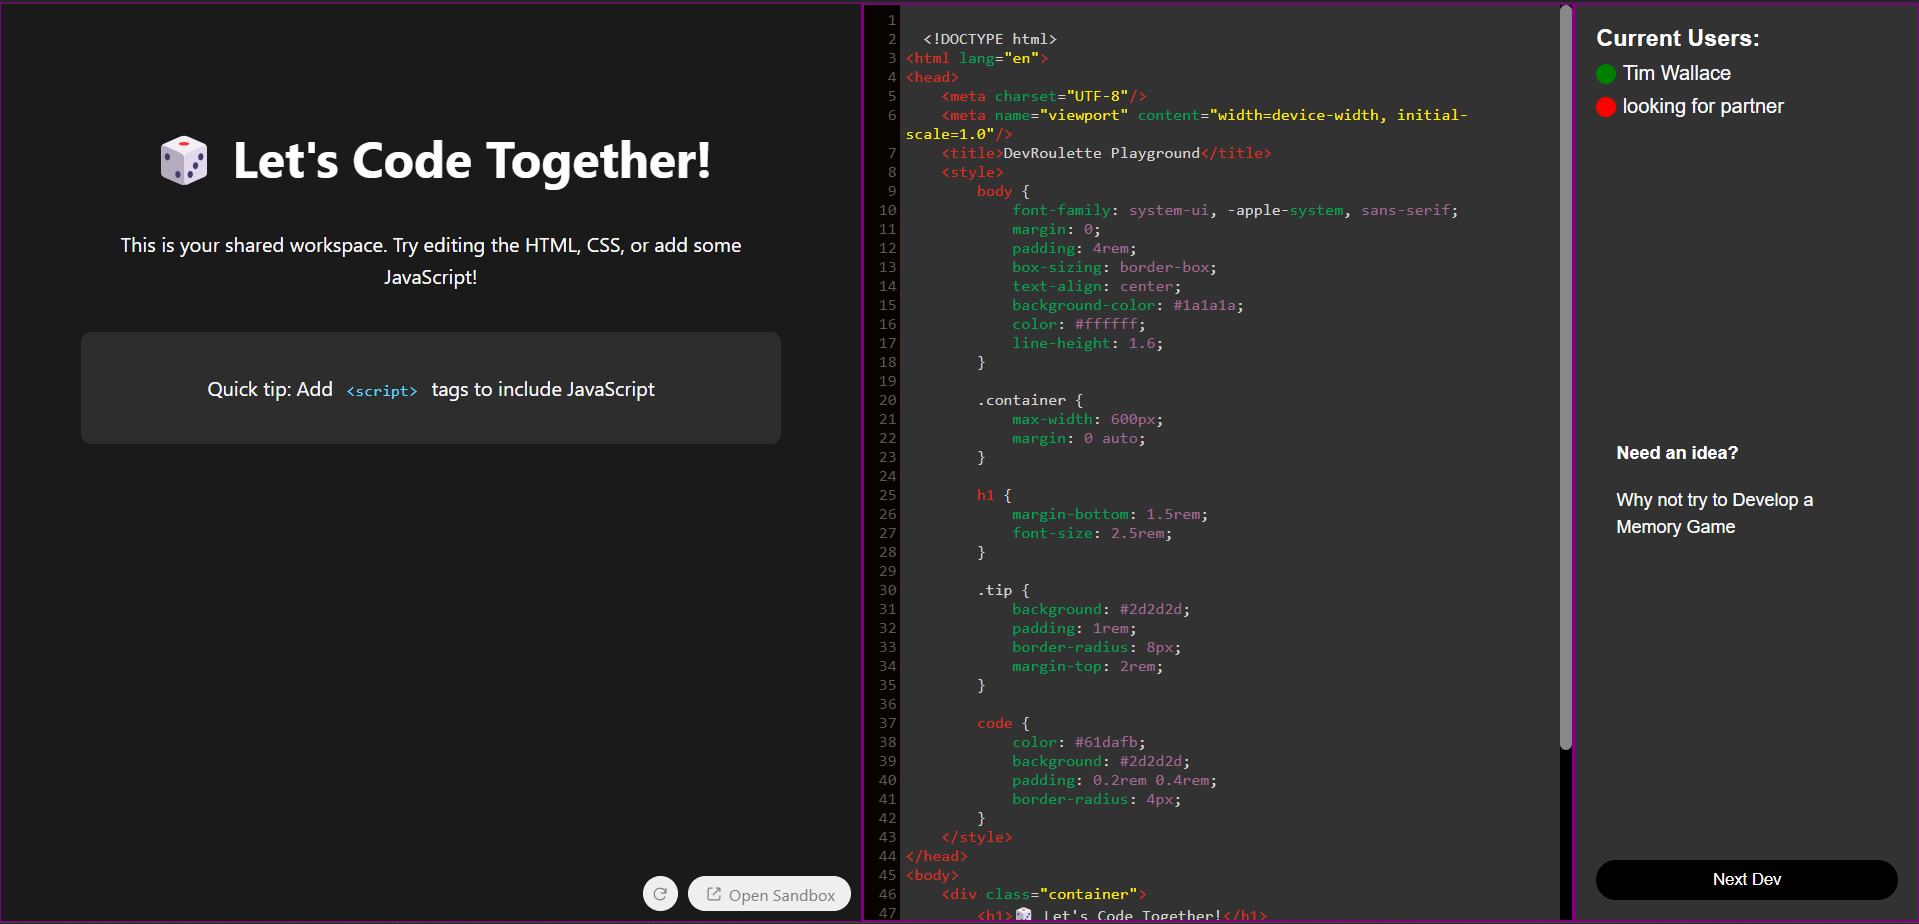 Let's Code Together!
This is your shared workspace. Try editing the HTML, CSS, or add some
JavaScript!
Quick tip: Add <script> tags to include JavaScript
Open Sandbox
1
2 <!DOCTYPE html>
3 <html lang="en">
4 <head>
5 <meta charset="UTF-8"/>
6 <meta name="viewport" content="width=device-width, initial-
scale=1.0"/>
7 <title>DevRoulette Playground</title>
8 <style>
9 body {
10 font-family: system-ui, -apple-system, sans-serif;
11 margin: 0;
12 padding: 4rem;
13 box-sizing: border-box;
14 text-align: center;
15 background-color: #1a1a1a;
16 color: #ffffff;
17 line-height: 1.6;
18 }
19
20 .container {
21 max-width: 600px;
22 margin: 0 auto;
23 }
24
25 h1 {
26 margin-bottom: 1.5rem;
27 font-size: 2.5rem;
28 }
29
30 .tip {
31 background: #2d2d2d;
32 padding: 1rem;
33 border-radius: 8px;
34 margin-top: 2rem;
35 }
36
37 code {
38 color: #61dafb;
39 background: #2d2d2d;
40 padding: 0.2rem 0.4rem;
41 border-radius: 4px;
42 }
43 </style>
44 </head>
45 <body>
46 <div class="container">
47 <h1>🎲 Let's Code Together!</h1>
Current Users:
Tim Wallace
looking for partner
Need an idea?
Why not try to Develop a
Memory Game
Next Dev